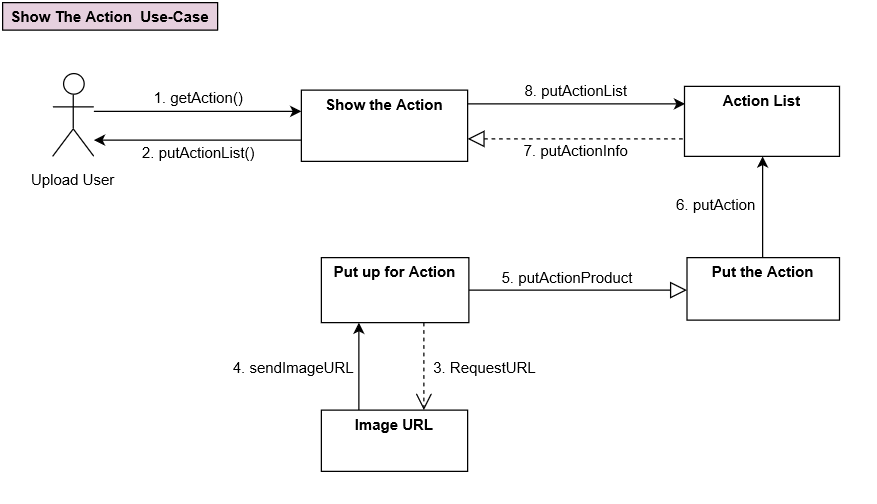 Show The Action  Use-Case
1. getAction()
Show the Action
8. putActionList
Action List
2. putActionList()
7. putActionInfo
Upload User
6. putAction
Put up for Action
5. putActionProduct
Put the Action
4. sendImageURL
3. RequestURL
Image URL